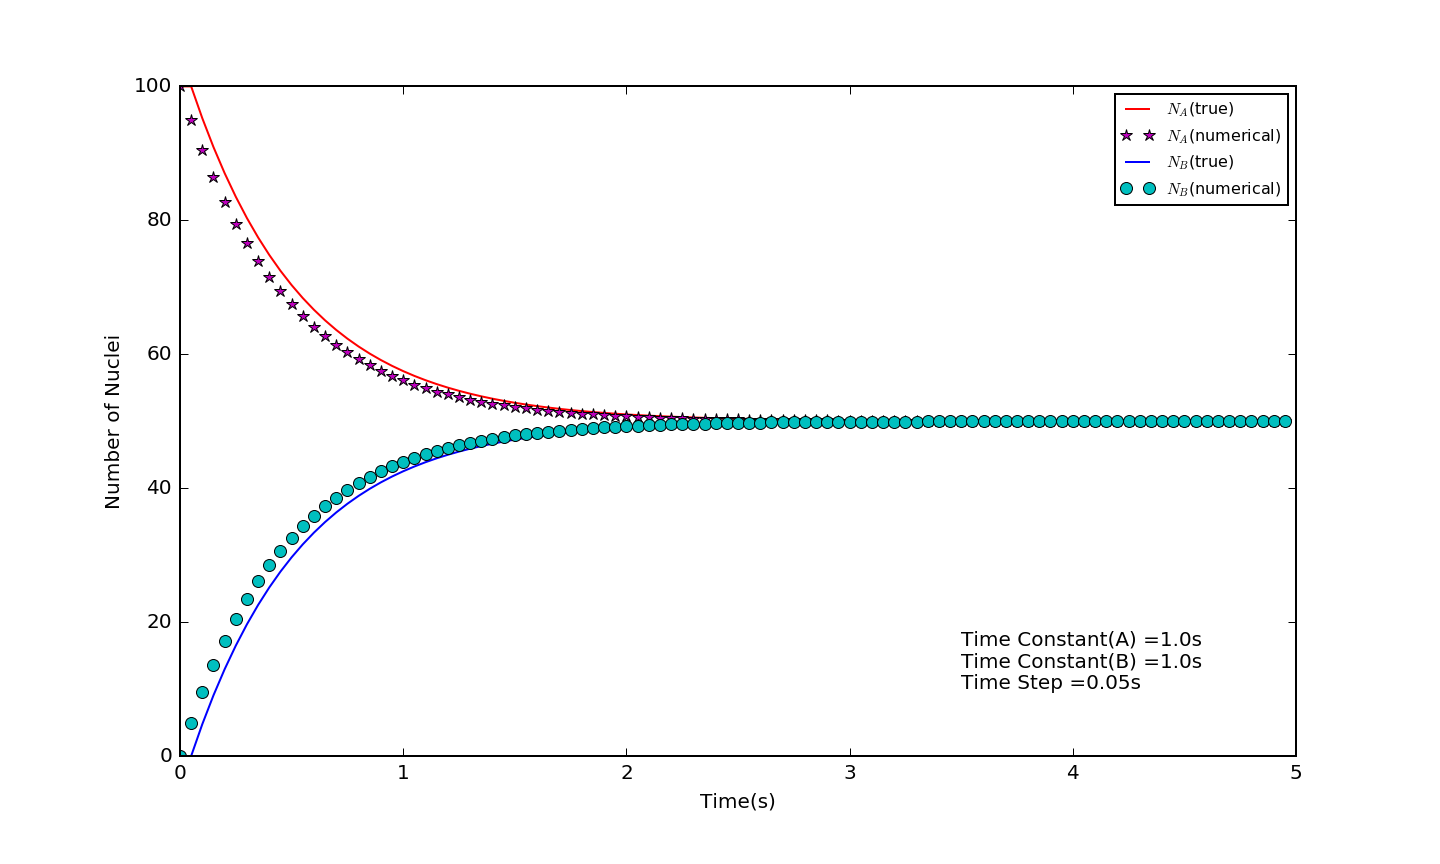 100
80
60
40
20
0
0 1 2 3 4 5
Number of Nuclei
Time(s)
N_A(true)
N_A(numerical)
N_B(true)
N_B(numerical)
Time Constant(A) =1.0s
Time Constant(B) =1.0s
Time Step =0.05s